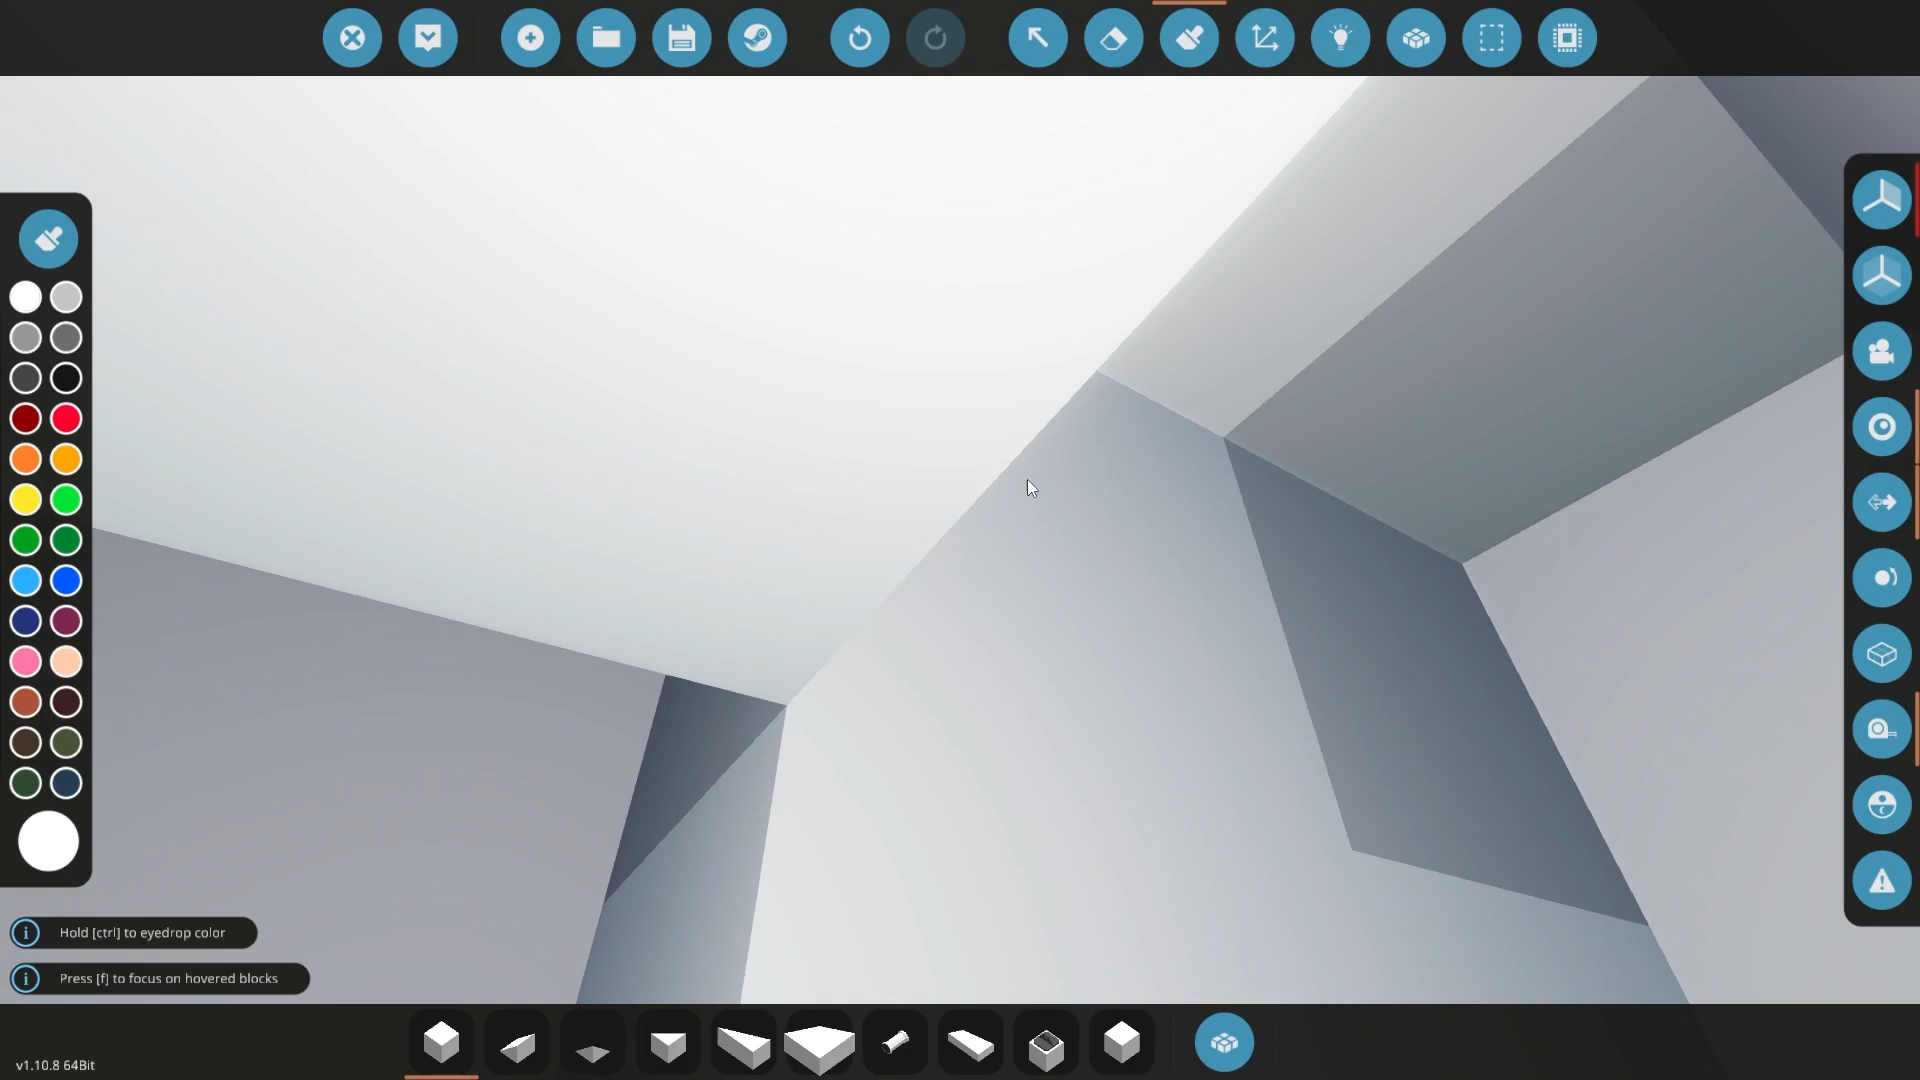 Hold [ctrl] to eyedrop color
Press [f] to focus on hovered blocks
v1.10.8 64Bit